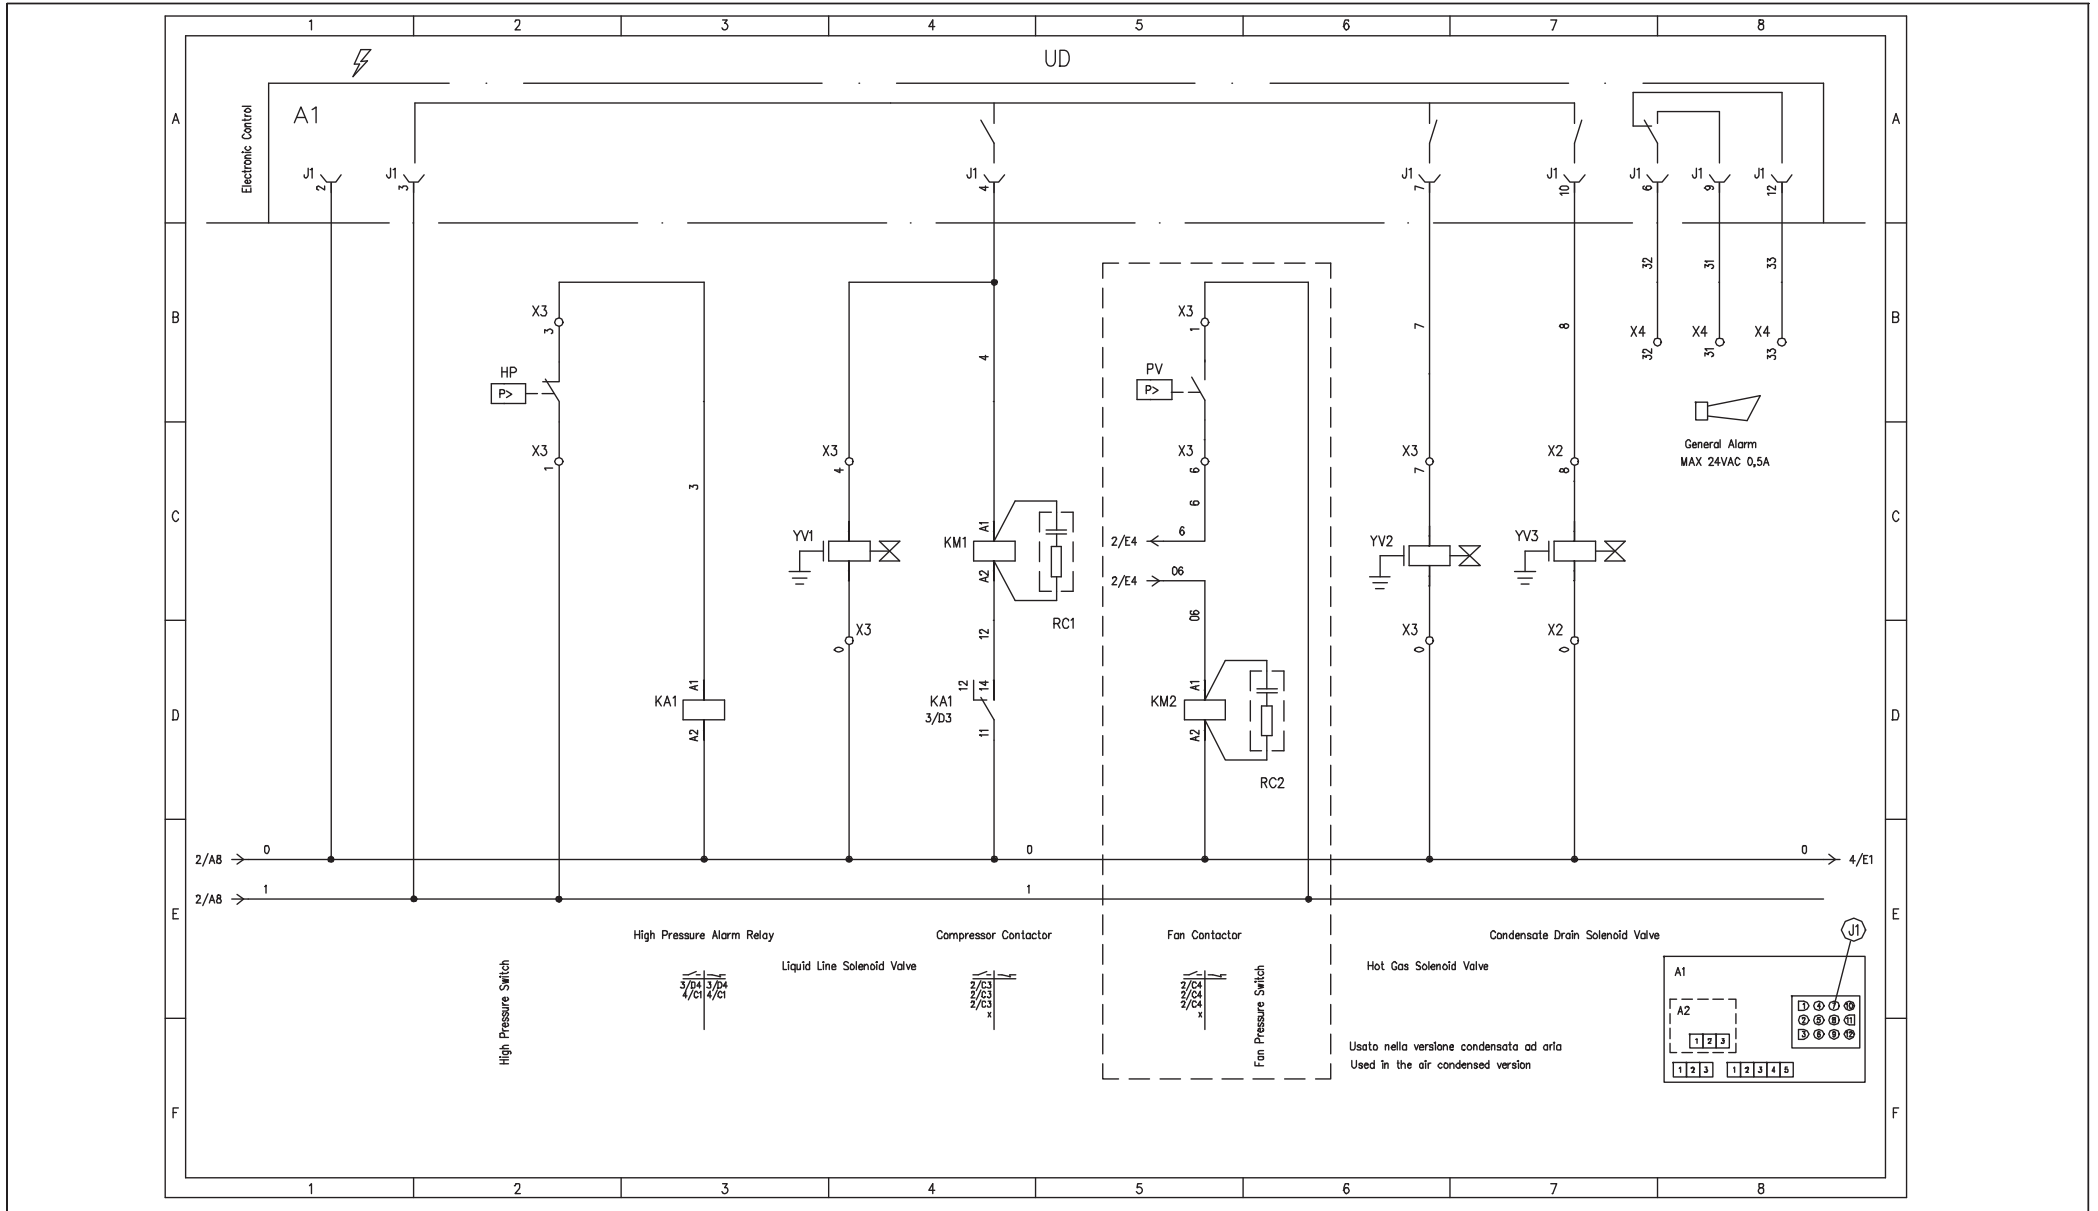 1 2 3 4 5 6 7 8
UD
A A
Electronic Control
A1
J1 J1 J1 J1 J1 J1 J1 J1
2 3 4 7 10 6 9 12
32 31 33
B B
X3 X3
3 1
7 8
X4 X4 X4
32 31 33
4
HP PV
P> P>
General Alarm
MAX 24VAC 0,5A
X3 X3 X3 X3 X2
1 4 6 7 8
3
6
C C
A1
YV1 KM1 YV2 YV3
2/E4 6
A2
2/E4 06
06
RC1
12
X3 X3 X2
0 0 0
D D
A1 12 14 A1
KA1 KA1 KM2
3/D3
A2 11 A2
RC2
2/A8 0 0 0 4/E1
2/A8 1 1
E E
High Pressure Alarm Relay
Compressor Contactor
Fan Contactor
Condensate Drain Solenoid Valve
J1
Liquid Line Solenoid Valve
Hot Gas Solenoid Valve
High Pressure Switch
Fan Pressure Switch
3/D4 3/D4
4/C1 4/C1
2/C3
2/C3
2/C3
x
2/C4
2/C4
2/C4
x
A1
A2
1 2 3
1 4 7 10
2 5 8 11
3 6 9 12
1 2 3 1 2 3 4 5
Usato nella versione condensata ad aria
Used in the air condensed version
F F
1 2 3 4 5 6 7 8